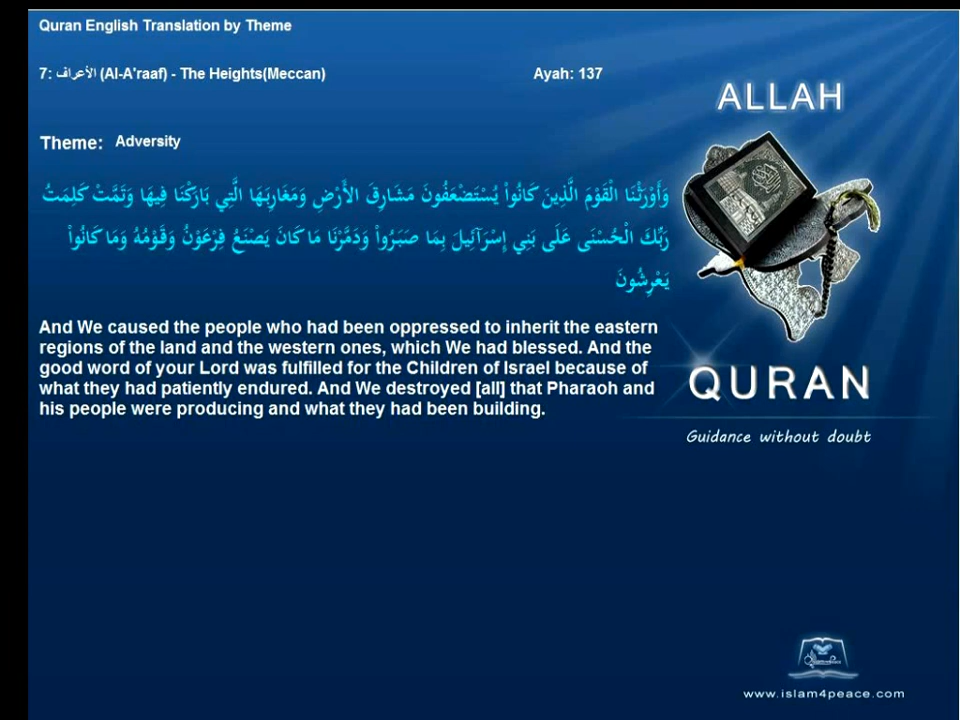 Quran English Translation by Theme
7: الأعراف (Al-A'raaf) - The Heights(Meccan) Ayah: 137
ALLAH
Theme: Adversity
وَأَوْرَثْنَا الْقَوْمَ الَّذِينَ كَانُواْ يُسْتَضْعَفُونَ مَشَارِقَ الأَرْضِ وَمَغَارِبَهَا الَّتِي بَارَكْنَا فِيهَا وَتَمَّتْ كَلِمَتُ
رَبِّكَ الْحُسْنَى عَلَى بَنِي إِسْرَآئِيلَ بِمَا صَبَرُواْ وَدَمَّرْنَا مَا كَانَ يَصْنَعُ فِرْعَوْنُ وَقَوْمُهُ وَمَا كَانُواْ
يَعْرِشُونَ
And We caused the people who had been oppressed to inherit the eastern
regions of the land and the western ones, which We had blessed. And the
good word of your Lord was fulfilled for the Children of Israel because of
what they had patiently endured. And We destroyed [all] that Pharaoh and
his people were producing and what they had been building.
QURAN
Guidance without doubt
www.islam4peace.com